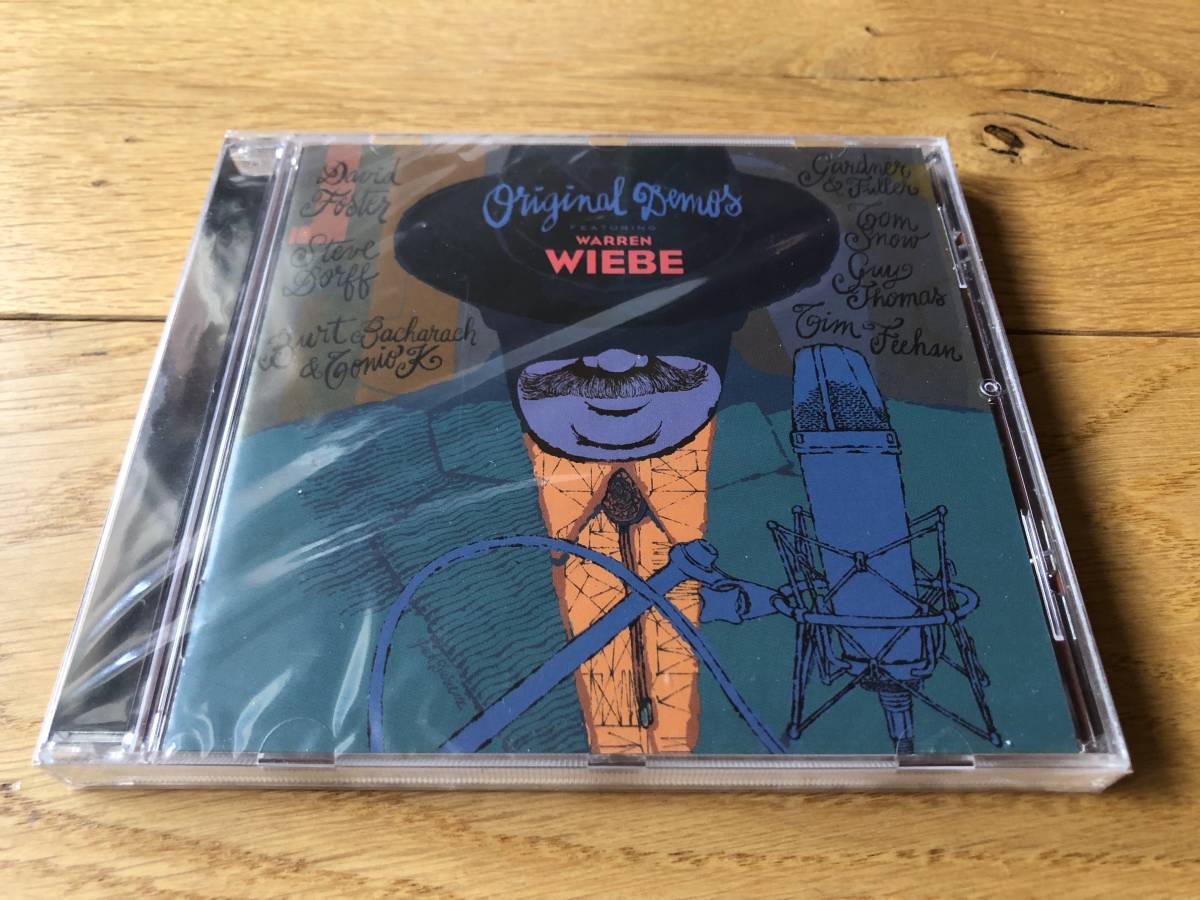 Original Demos
FEATURING
WARREN
WIEBE
David
Foster
Steve
Dorff
Burt Bacharach
& Tonio K
Gardner
& Fuller
Tom
Snow
Guy
Thomas
Tim Feehan